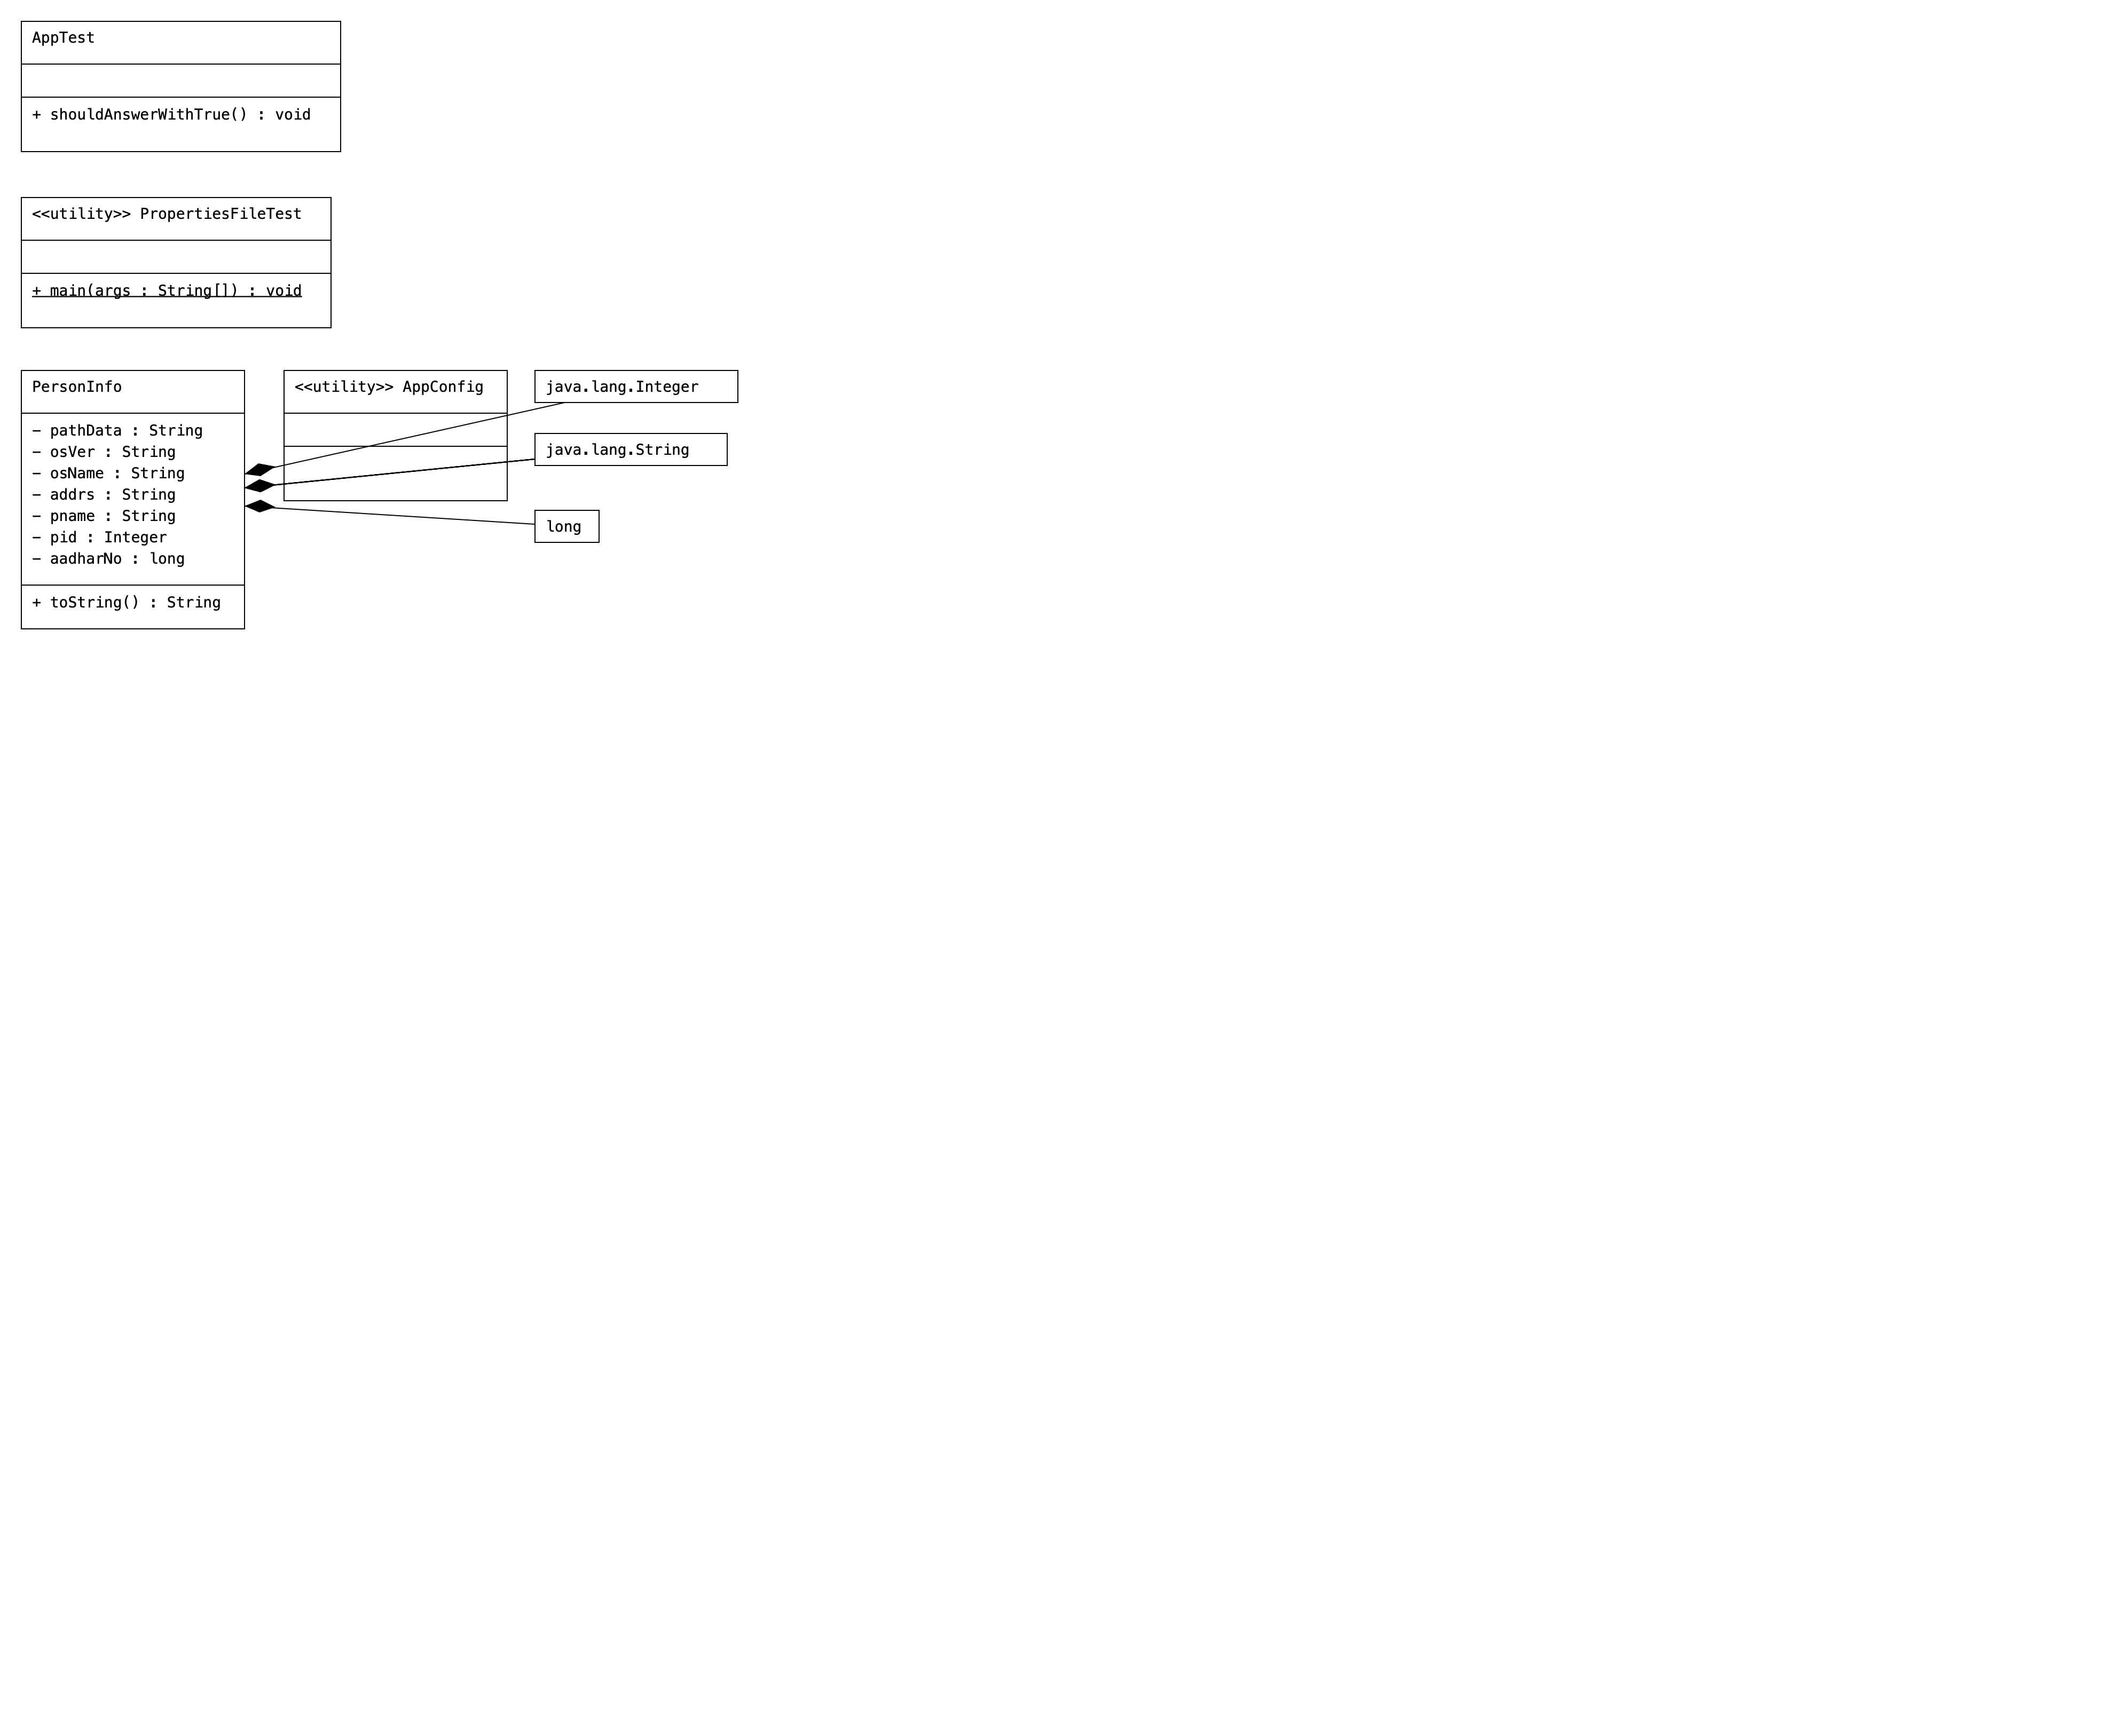 AppTest
+ shouldAnswerWithTrue() : void
<<utility>> PropertiesFileTest
+ main(args : String[]) : void
PersonInfo
– pathData : String
– osVer : String
– osName : String
– addrs : String
– pname : String
– pid : Integer
– aadharNo : long
+ toString() : String
<<utility>> AppConfig
java.lang.Integer
java.lang.String
long